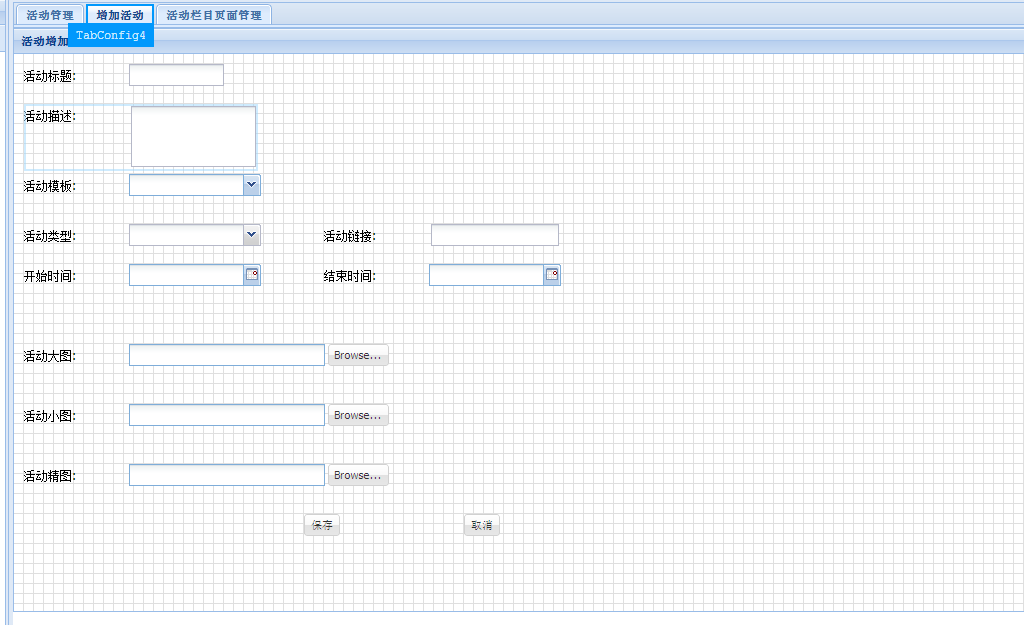 活动管理 增加活动 活动栏目页面管理
TabConfig4
活动增加
活动标题:
活动描述:
活动模板:
活动类型: 活动链接:
开始时间: 结束时间:
活动大图: Browse...
活动小图: Browse...
活动精图: Browse...
保存 取消